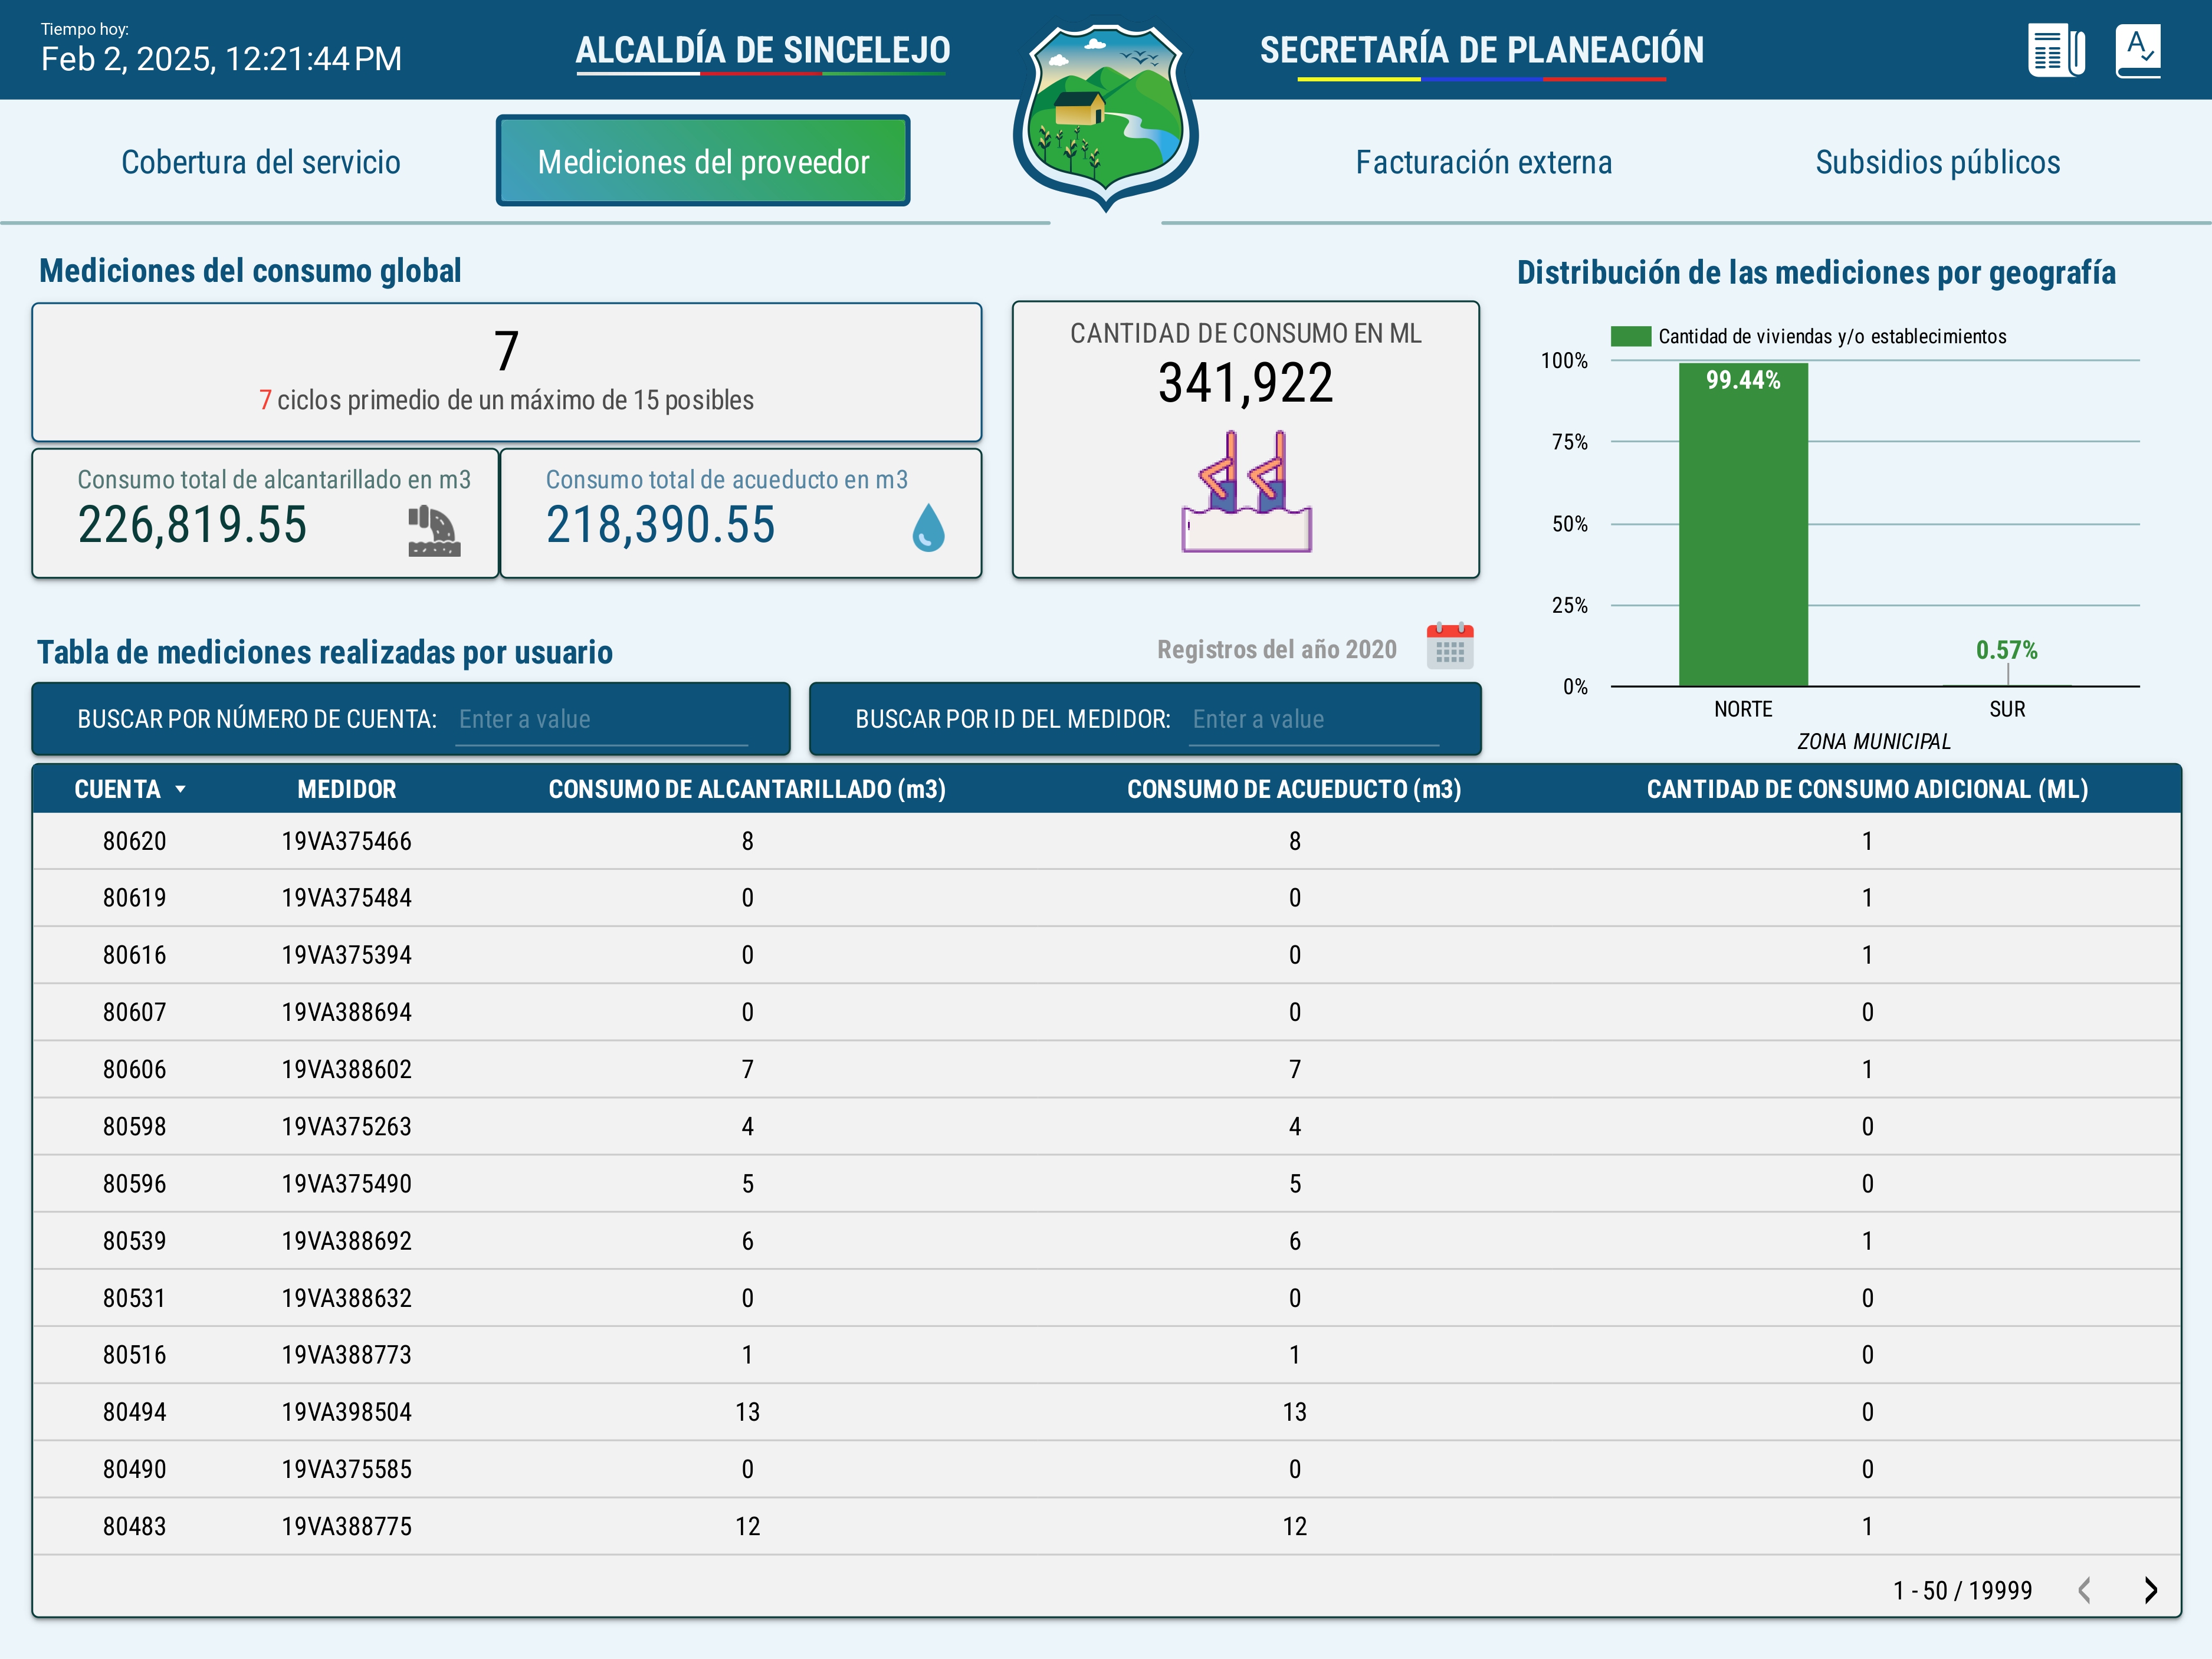 Tiempo hoy:
Feb 2, 2025, 12:21:44 PM
ALCALDÍA DE SINCELEJO
SECRETARÍA DE PLANEACIÓN
Cobertura del servicio
Mediciones del proveedor
Facturación externa
Subsidios públicos
Mediciones del consumo global
7
7 ciclos primedio de un máximo de 15 posibles
Consumo total de alcantarillado en m3
226,819.55
Consumo total de acueducto en m3
218,390.55
CANTIDAD DE CONSUMO EN ML
341,922
Distribución de las mediciones por geografía
Cantidad de viviendas y/o establecimientos
100%
75%
50%
25%
0%
99.44%
0.57%
NORTE
SUR
ZONA MUNICIPAL
Tabla de mediciones realizadas por usuario
Registros del año 2020
BUSCAR POR NÚMERO DE CUENTA: Enter a value
BUSCAR POR ID DEL MEDIDOR: Enter a value
CUENTA MEDIDOR CONSUMO DE ALCANTARILLADO (m3) CONSUMO DE ACUEDUCTO (m3) CANTIDAD DE CONSUMO ADICIONAL (ML)
80620 19VA375466 8 8 1
80619 19VA375484 0 0 1
80616 19VA375394 0 0 1
80607 19VA388694 0 0 0
80606 19VA388602 7 7 1
80598 19VA375263 4 4 0
80596 19VA375490 5 5 0
80539 19VA388692 6 6 1
80531 19VA388632 0 0 0
80516 19VA388773 1 1 0
80494 19VA398504 13 13 0
80490 19VA375585 0 0 0
80483 19VA388775 12 12 1
1 - 50 / 19999